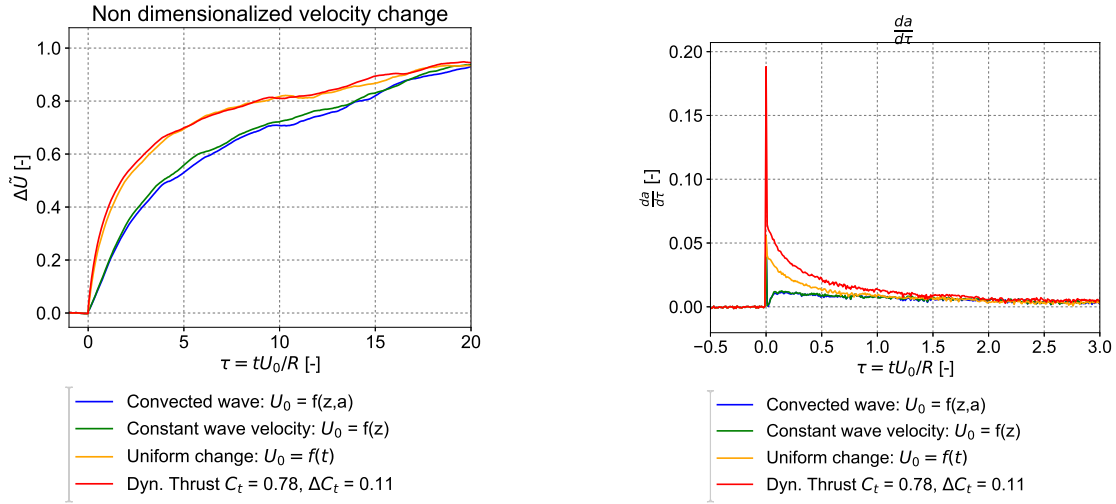 Non dimensionalized velocity change
1.0
0.8
0.6
0.4
0.2
0.0
ΔŨ [-]
0 5 10 15 20
τ = tU₀/R [-]
Convected wave: U₀ = f(z,a)
Constant wave velocity: U₀ = f(z)
Uniform change: U₀ = f(t)
Dyn. Thrust Cₜ = 0.78, ΔCₜ = 0.11
da/dτ
0.20
0.15
0.10
0.05
0.00
da/dτ [-]
−0.5 0.0 0.5 1.0 1.5 2.0 2.5 3.0
τ = tU₀/R [-]
Convected wave: U₀ = f(z,a)
Constant wave velocity: U₀ = f(z)
Uniform change: U₀ = f(t)
Dyn. Thrust Cₜ = 0.78, ΔCₜ = 0.11